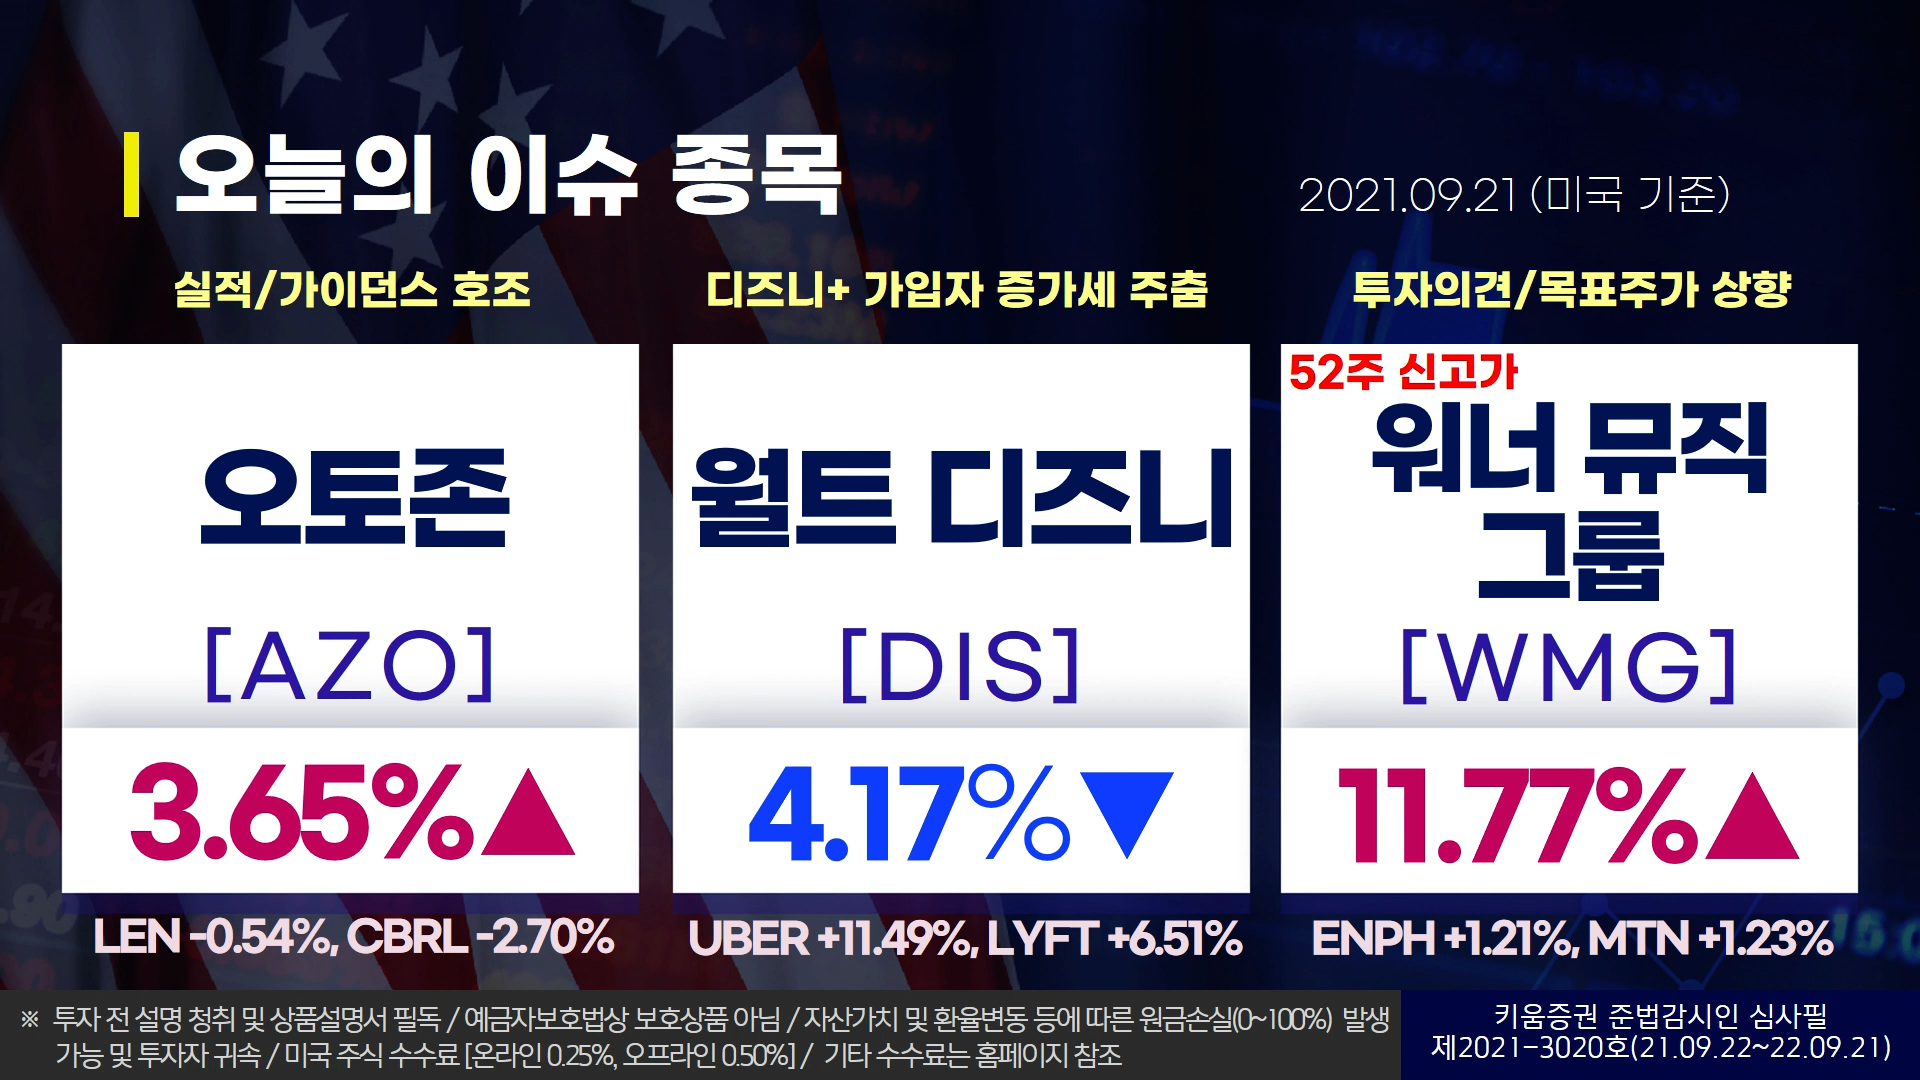 오늘의 이슈 종목
2021.09.21 (미국 기준)
실적/가이던스 호조
디즈니+ 가입자 증가세 주춤
투자의견/목표주가 상향
오토존
[AZO]
3.65%▲
LEN -0.54%, CBRL -2.70%
월트 디즈니
[DIS]
4.17%▼
UBER +11.49%, LYFT +6.51%
52주 신고가
워너 뮤직
그룹
[WMG]
11.77%▲
ENPH +1.21%, MTN +1.23%
※ 투자 전 설명 청취 및 상품설명서 필독 / 예금자보호법상 보호상품 아님 / 자산가치 및 환율변동 등에 따른 원금손실(0~100%) 발생
가능 및 투자자 귀속 / 미국 주식 수수료 [온라인 0.25%, 오프라인 0.50%] / 기타 수수료는 홈페이지 참조
키움증권 준법감시인 심사필
제2021-3020호(21.09.22~22.09.21)